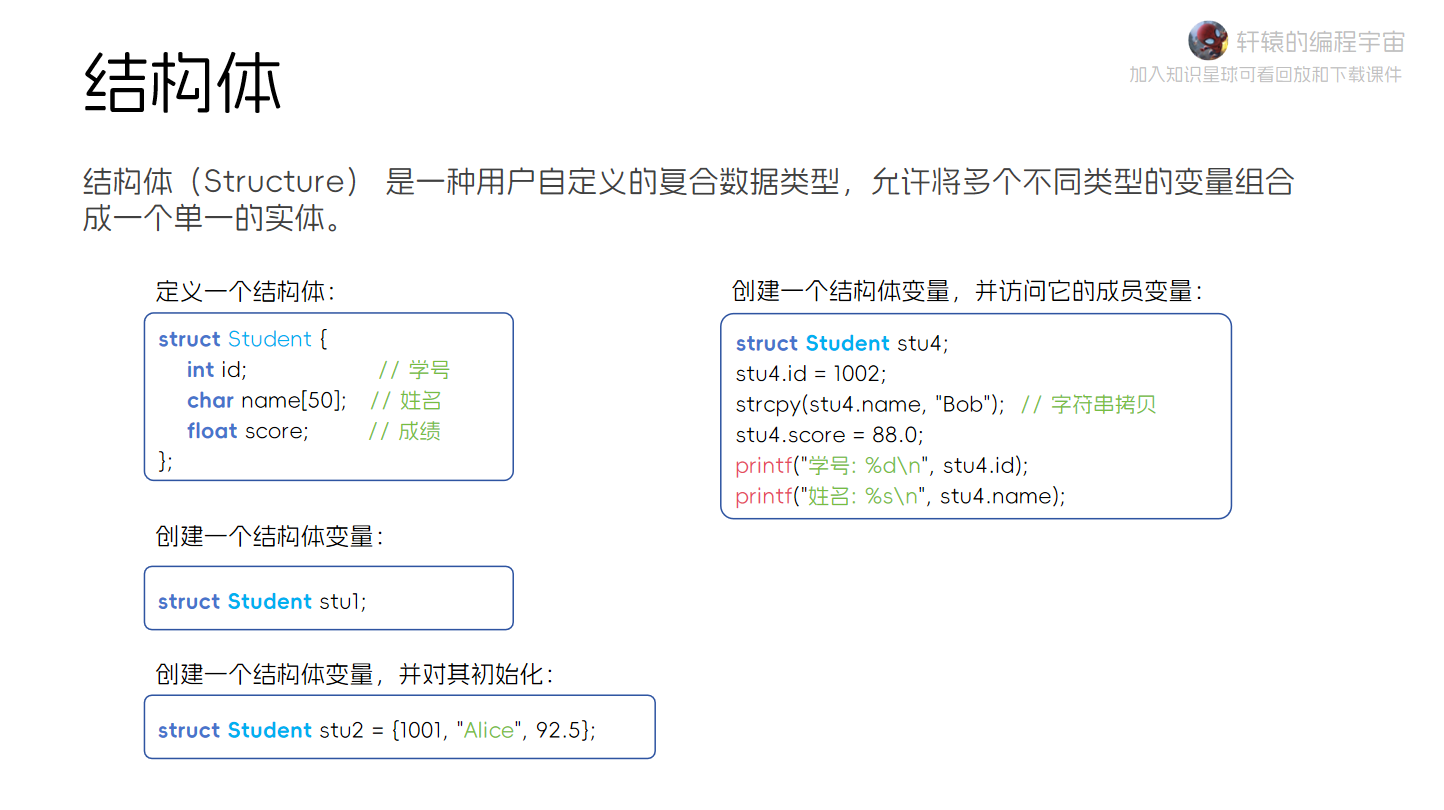 结构体
轩辕的编程宇宙
加入知识星球可看回放和下载课件
结构体（Structure） 是一种用户自定义的复合数据类型，允许将多个不同类型的变量组合
成一个单一的实体。
定义一个结构体：
struct Student {
int id; // 学号
char name[50]; // 姓名
float score; // 成绩
};
创建一个结构体变量：
struct Student stu1;
创建一个结构体变量，并对其初始化：
struct Student stu2 = {1001, "Alice", 92.5};
创建一个结构体变量，并访问它的成员变量：
struct Student stu4;
stu4.id = 1002;
strcpy(stu4.name, "Bob"); // 字符串拷贝
stu4.score = 88.0;
printf("学号: %d\n", stu4.id);
printf("姓名: %s\n", stu4.name);